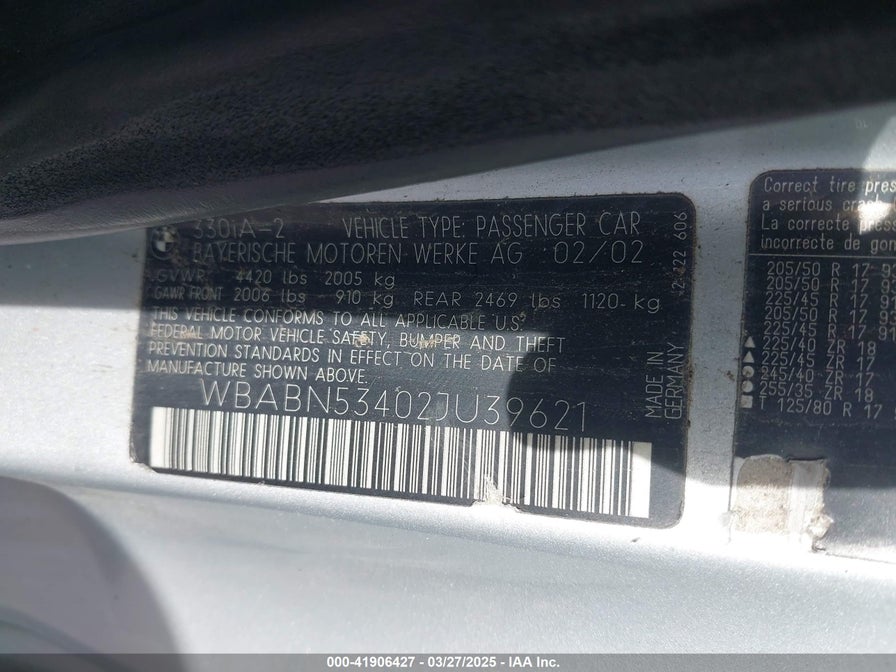 330iA-2 VEHICLE TYPE: PASSENGER CAR
BAYERISCHE MOTOREN WERKE AG 02/02
GVWR 4420 lbs 2005 kg
GAWR FRONT 2006 lbs - 910 kg REAR 2469 lbs 1120-kg
THIS VEHICLE CONFORMS TO ALL APPLICABLE U.S.
FEDERAL MOTOR VEHICLE SAFETY, BUMPER AND THEFT
PREVENTION STANDARDS IN EFFECT ON THE DATE OF
MANUFACTURE SHOWN ABOVE.
WBABN53402JU39621
MADE IN
GERMANY
222 606
Correct tire pres
a serious crash
La correcte press
incorrecte de gon
205/50 R 17
205/50 R 17
225/45 R 17
205/50 R 17
225/45 R 17
225/40 ZR 18
225/45 R 17
245/40 R 17
255/35 ZR 18
T 125/80 R 17
000-41906427 - 03/27/2025 - IAA Inc.